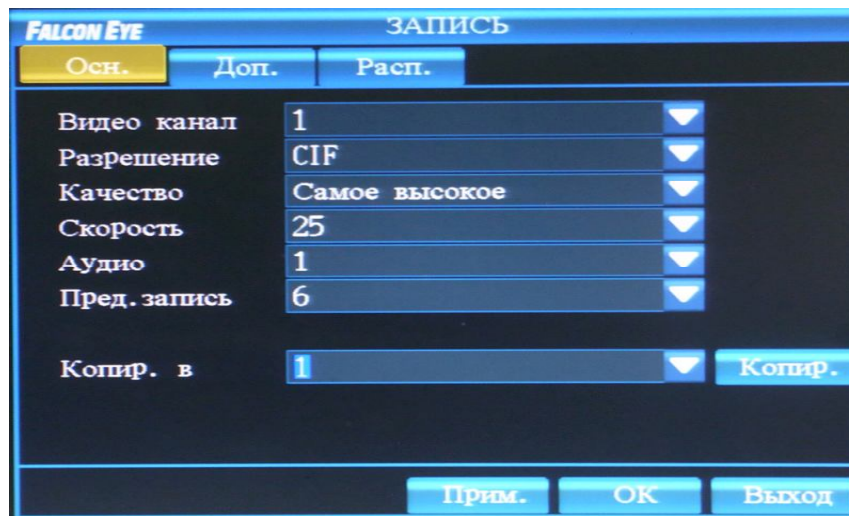 FALCON EYE ЗАПИСЬ
Осн. Доп. Расп.
Видео канал 1
Разрешение CIF
Качество Самое высокое
Скорость 25
Аудио 1
Пред.запись 6
Копир. в 1 Копир.
Прим. OK Выход